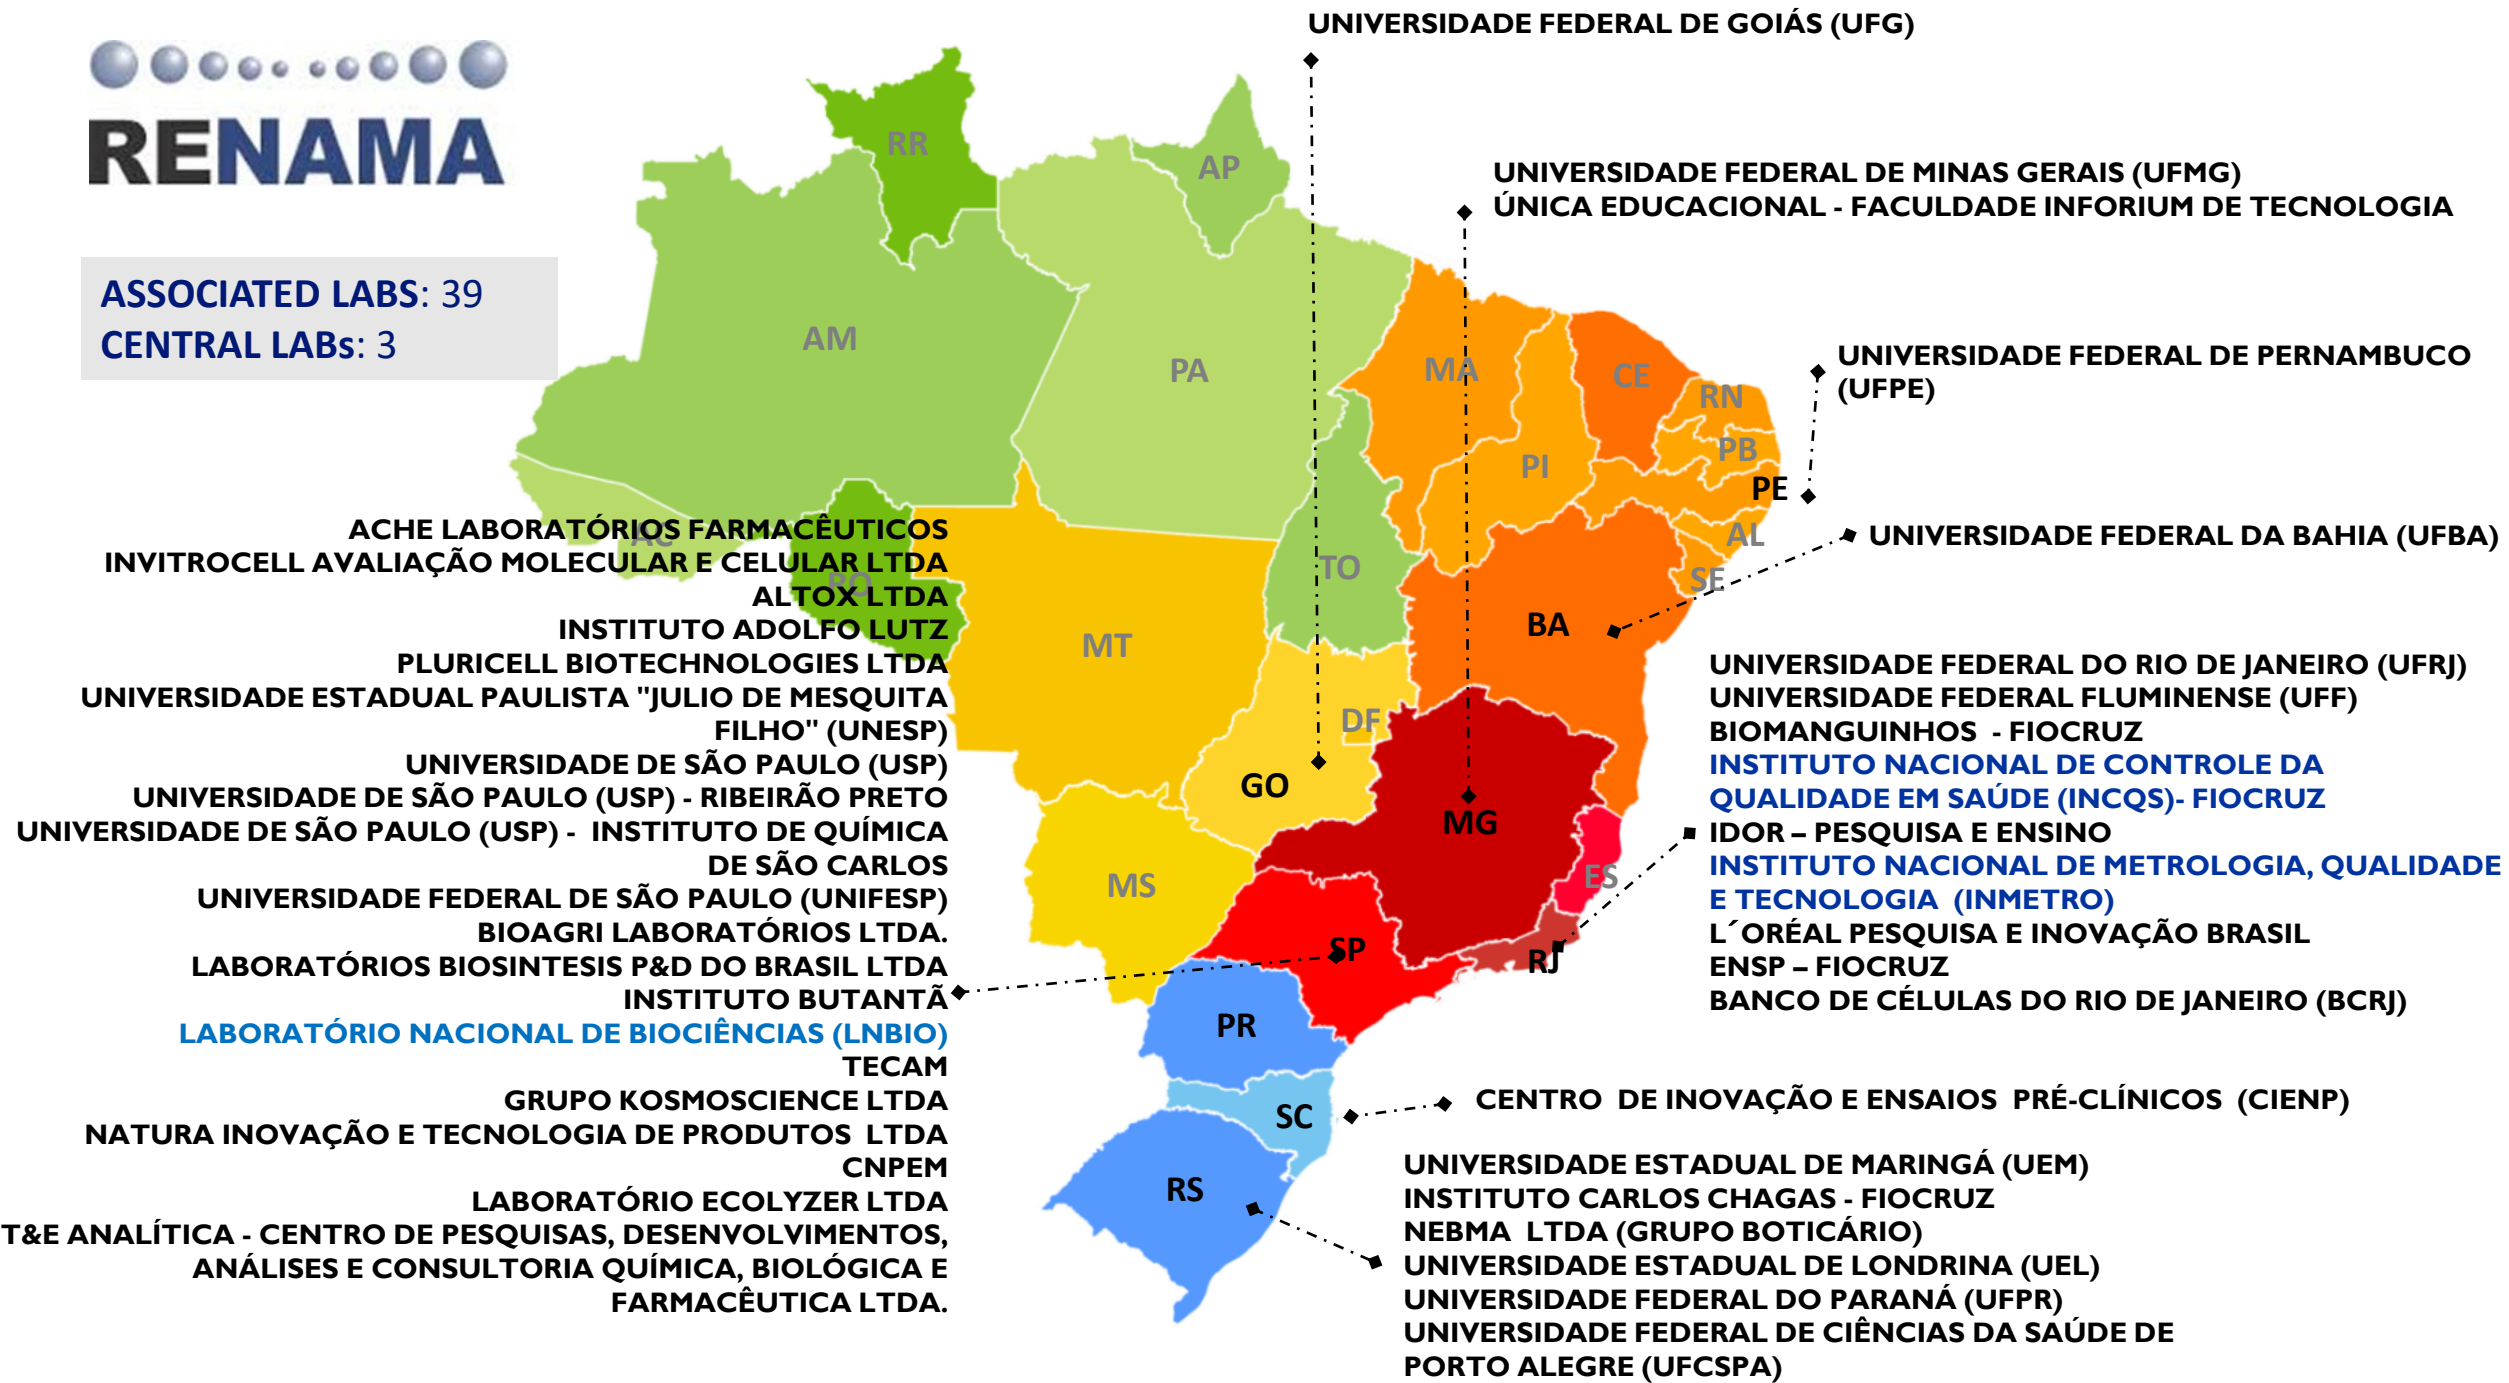 RENAMA
ASSOCIATED LABS: 39
CENTRAL LABs: 3
UNIVERSIDADE FEDERAL DE GOIÁS (UFG)
UNIVERSIDADE FEDERAL DE MINAS GERAIS (UFMG)
ÚNICA EDUCACIONAL - FACULDADE INFORIUM DE TECNOLOGIA
UNIVERSIDADE FEDERAL DE PERNAMBUCO
(UFPE)
UNIVERSIDADE FEDERAL DA BAHIA (UFBA)
RR
AP
AM
PA
MA
CE
RN
PB
PI
PE
AL
SE
AC
RO
TO
BA
MT
DF
GO
MG
MS
ES
SP
RJ
PR
SC
RS
ACHE LABORATÓRIOS FARMACÊUTICOS
INVITROCELL AVALIAÇÃO MOLECULAR E CELULAR LTDA
ALTOX LTDA
INSTITUTO ADOLFO LUTZ
PLURICELL BIOTECHNOLOGIES LTDA
UNIVERSIDADE ESTADUAL PAULISTA "JULIO DE MESQUITA
FILHO" (UNESP)
UNIVERSIDADE DE SÃO PAULO (USP)
UNIVERSIDADE DE SÃO PAULO (USP) - RIBEIRÃO PRETO
UNIVERSIDADE DE SÃO PAULO (USP) - INSTITUTO DE QUÍMICA
DE SÃO CARLOS
UNIVERSIDADE FEDERAL DE SÃO PAULO (UNIFESP)
BIOAGRI LABORATÓRIOS LTDA.
LABORATÓRIOS BIOSINTESIS P&D DO BRASIL LTDA
INSTITUTO BUTANTÃ
LABORATÓRIO NACIONAL DE BIOCIÊNCIAS (LNBIO)
TECAM
GRUPO KOSMOSCIENCE LTDA
NATURA INOVAÇÃO E TECNOLOGIA DE PRODUTOS LTDA
CNPEM
LABORATÓRIO ECOLYZER LTDA
T&E ANALÍTICA - CENTRO DE PESQUISAS, DESENVOLVIMENTOS,
ANÁLISES E CONSULTORIA QUÍMICA, BIOLÓGICA E
FARMACÊUTICA LTDA.
UNIVERSIDADE FEDERAL DO RIO DE JANEIRO (UFRJ)
UNIVERSIDADE FEDERAL FLUMINENSE (UFF)
BIOMANGUINHOS - FIOCRUZ
INSTITUTO NACIONAL DE CONTROLE DA
QUALIDADE EM SAÚDE (INCQS)- FIOCRUZ
IDOR – PESQUISA E ENSINO
INSTITUTO NACIONAL DE METROLOGIA, QUALIDADE
E TECNOLOGIA (INMETRO)
L´ORÉAL PESQUISA E INOVAÇÃO BRASIL
ENSP – FIOCRUZ
BANCO DE CÉLULAS DO RIO DE JANEIRO (BCRJ)
CENTRO DE INOVAÇÃO E ENSAIOS PRÉ-CLÍNICOS (CIENP)
UNIVERSIDADE ESTADUAL DE MARINGÁ (UEM)
INSTITUTO CARLOS CHAGAS - FIOCRUZ
NEBMA LTDA (GRUPO BOTICÁRIO)
UNIVERSIDADE ESTADUAL DE LONDRINA (UEL)
UNIVERSIDADE FEDERAL DO PARANÁ (UFPR)
UNIVERSIDADE FEDERAL DE CIÊNCIAS DA SAÚDE DE
PORTO ALEGRE (UFCSPA)